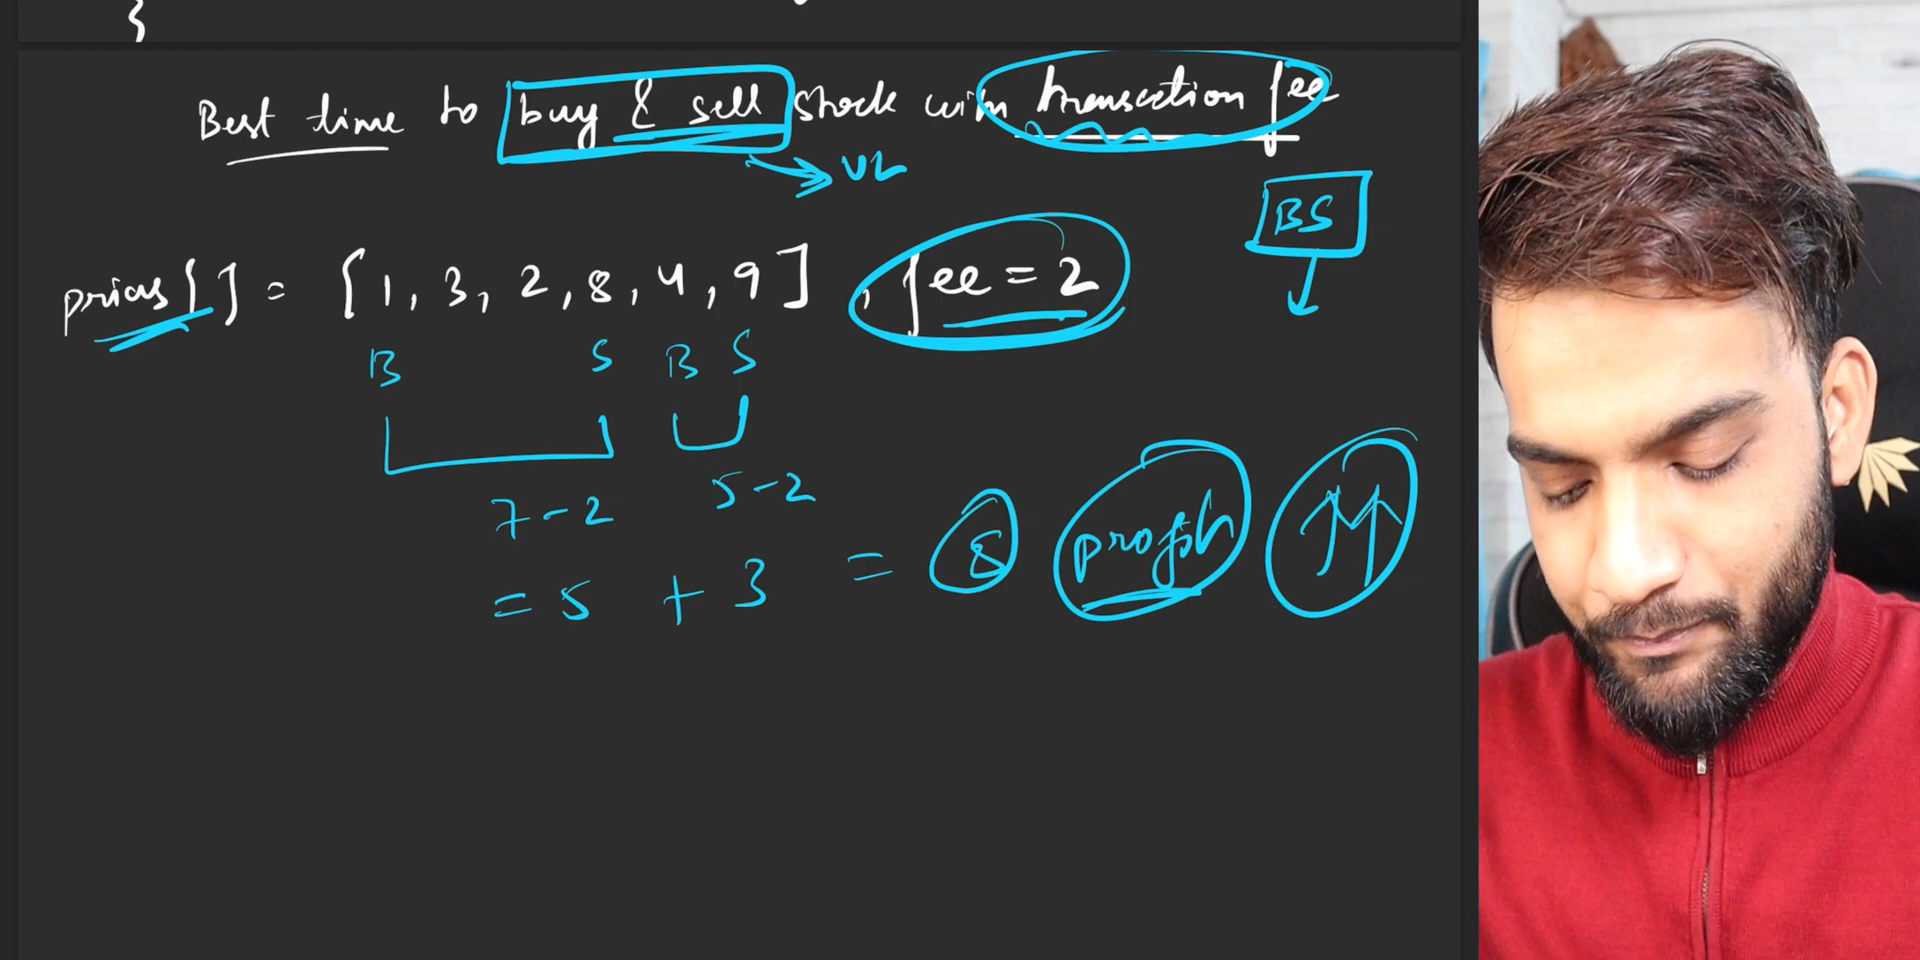 }
Best time to buy & sell stock with transaction fee
UL
BS
prices[] = [1, 3, 2, 8, 4, 9] , fee = 2
B S B S
7-2 5-2
= 5 + 3 = 8 profit ↑↑